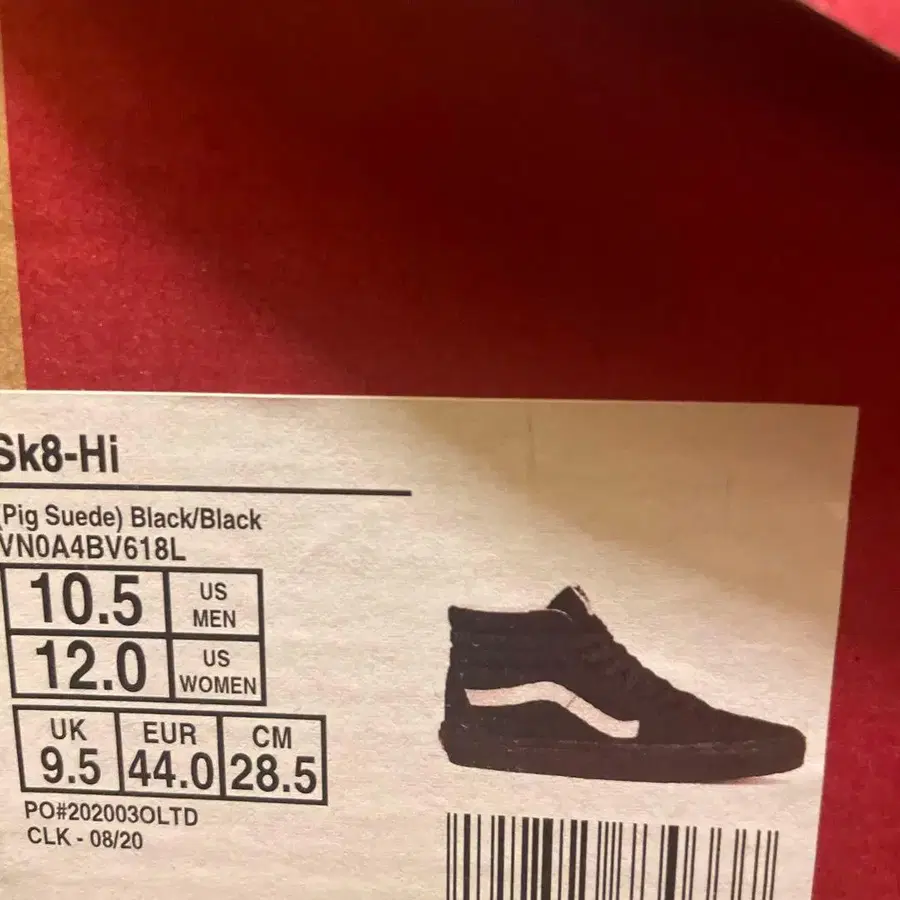 Sk8-Hi
(Pig Suede) Black/Black
VN0A4BV618L
10.5 US MEN
12.0 US WOMEN
UK EUR CM
9.5 44.0 28.5
PO#202003OLTD
CLK - 08/20